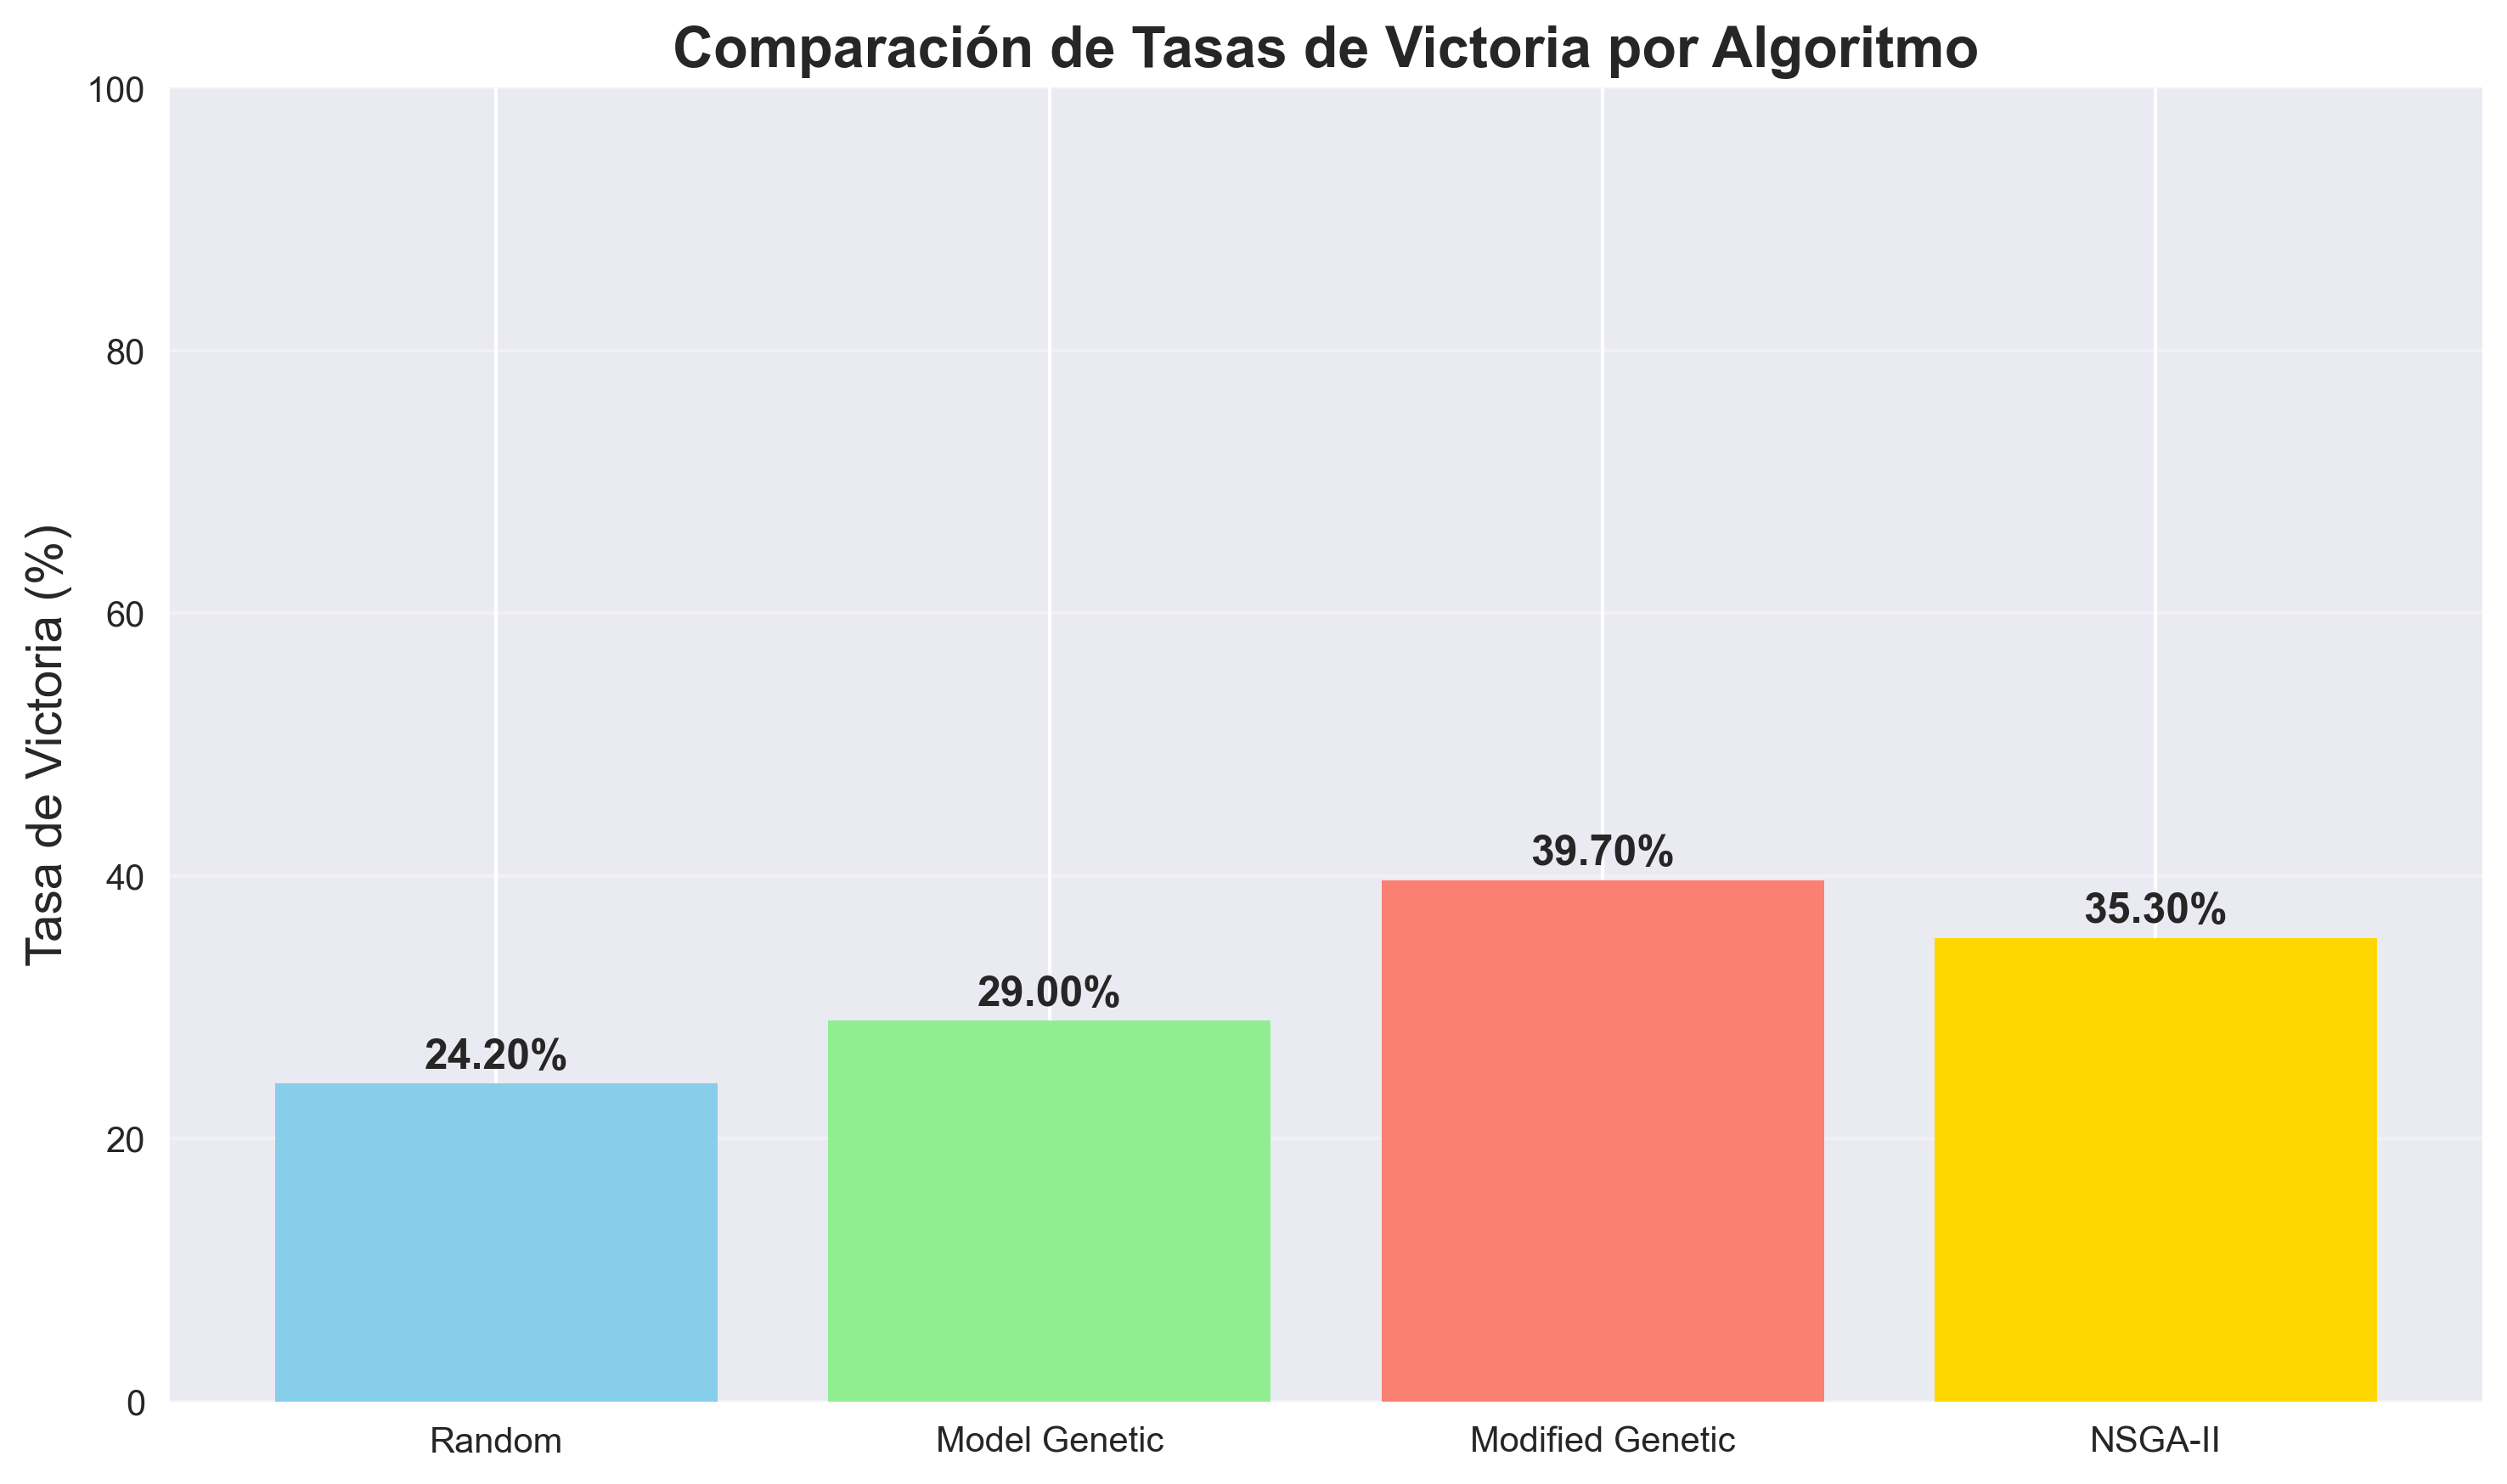 Comparación de Tasas de Victoria por Algoritmo
Tasa de Victoria (%)
100
80
60
40
20
0
24.20%
29.00%
39.70%
35.30%
Random
Model Genetic
Modified Genetic
NSGA-II